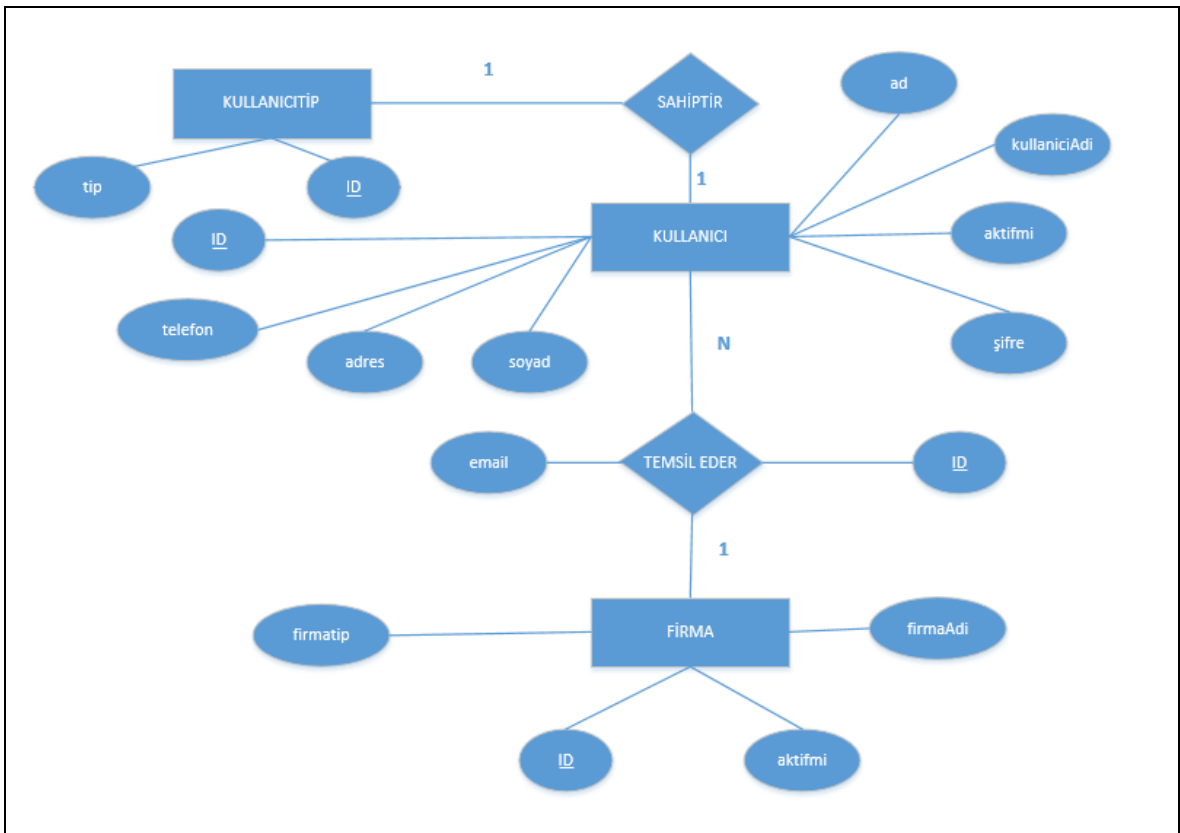 1
KULLANICITİP
SAHİPTİR
ad
kullaniciAdi
tip
ID
1
ID
KULLANICI
aktifmi
telefon
adres
soyad
N
şifre
email
TEMSİL EDER
ID
1
firmatip
FİRMA
firmaAdi
ID
aktifmi